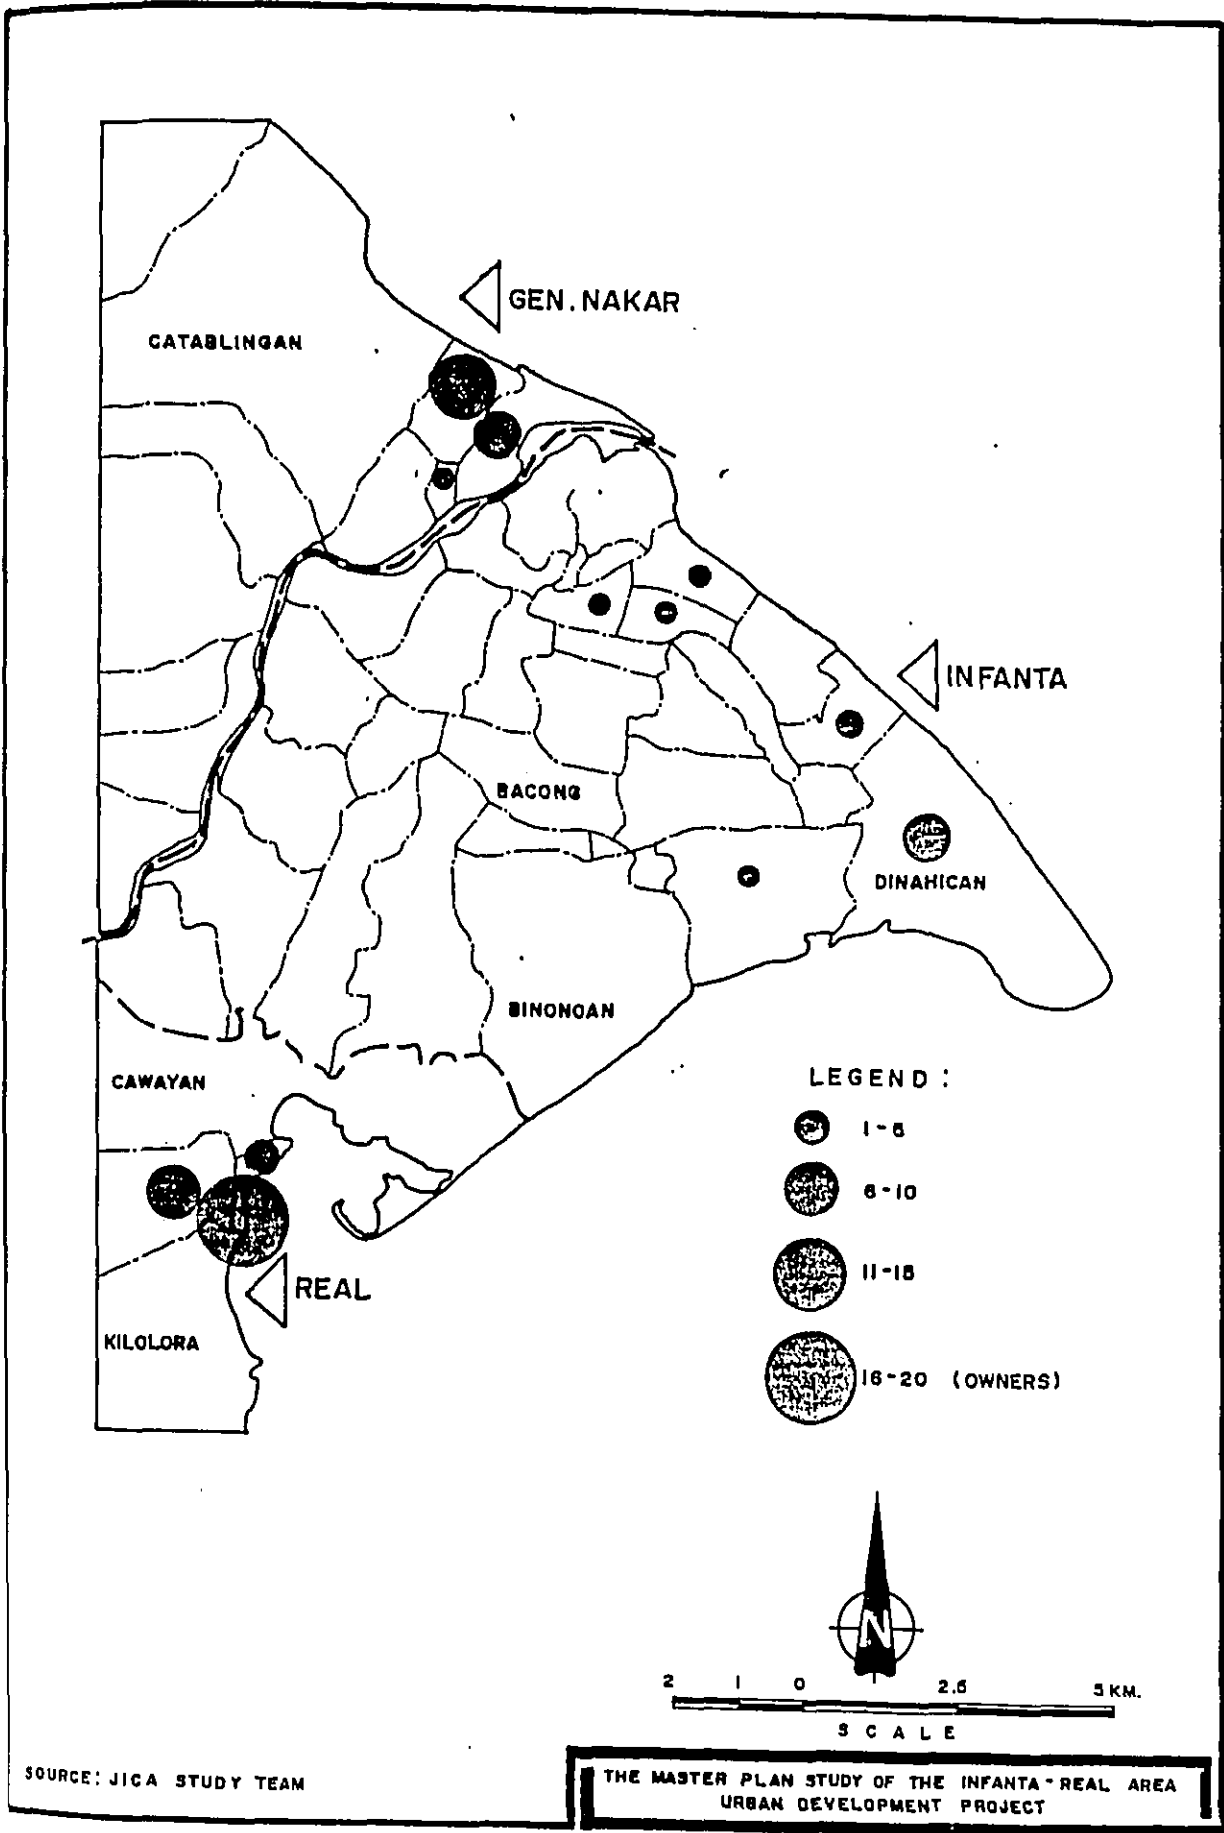 GEN. NAKAR
CATABLINGAN
INFANTA
BACONG
DINAHICAN
BINONOAN
CAWAYAN
LEGEND :
1-5
6-10
11-15
16-20 (OWNERS)
REAL
KILOLORA
N
2 1 0 2.5 5 KM.
SCALE
SOURCE: JICA STUDY TEAM
THE MASTER PLAN STUDY OF THE INFANTA-REAL AREA
URBAN DEVELOPMENT PROJECT